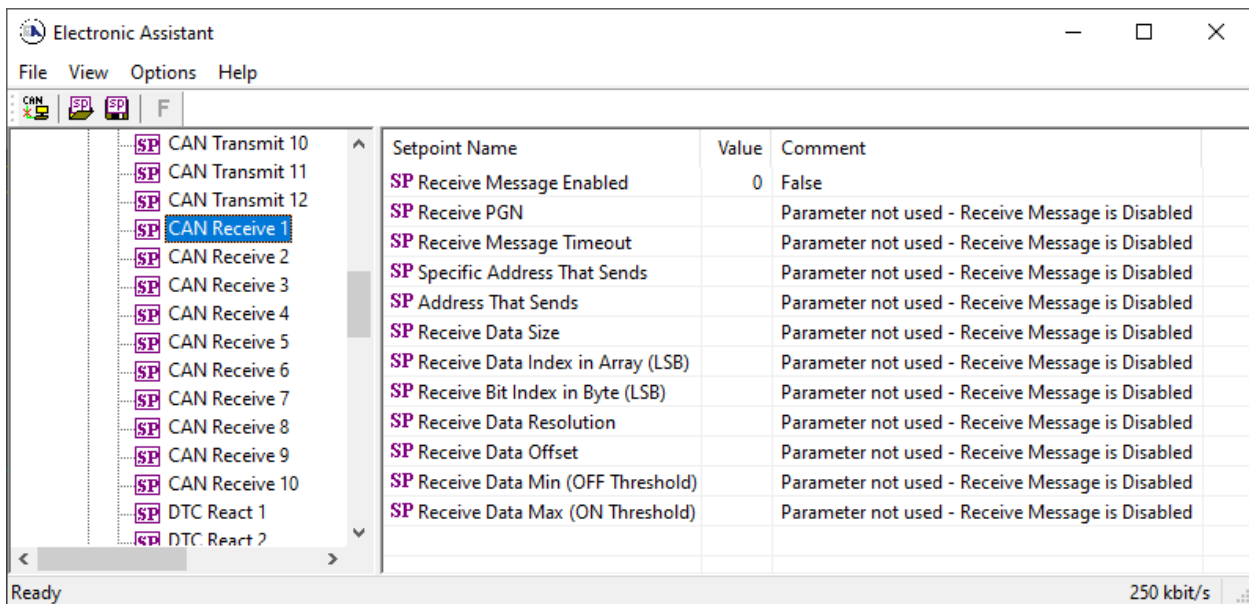 Electronic Assistant
File View Options Help
CAN SP SP F
SP CAN Transmit 10
SP CAN Transmit 11
SP CAN Transmit 12
SP CAN Receive 1
SP CAN Receive 2
SP CAN Receive 3
SP CAN Receive 4
SP CAN Receive 5
SP CAN Receive 6
SP CAN Receive 7
SP CAN Receive 8
SP CAN Receive 9
SP CAN Receive 10
SP DTC React 1
SP DTC React 2
Setpoint Name Value Comment
SP Receive Message Enabled 0 False
SP Receive PGN Parameter not used - Receive Message is Disabled
SP Receive Message Timeout Parameter not used - Receive Message is Disabled
SP Specific Address That Sends Parameter not used - Receive Message is Disabled
SP Address That Sends Parameter not used - Receive Message is Disabled
SP Receive Data Size Parameter not used - Receive Message is Disabled
SP Receive Data Index in Array (LSB) Parameter not used - Receive Message is Disabled
SP Receive Bit Index in Byte (LSB) Parameter not used - Receive Message is Disabled
SP Receive Data Resolution Parameter not used - Receive Message is Disabled
SP Receive Data Offset Parameter not used - Receive Message is Disabled
SP Receive Data Min (OFF Threshold) Parameter not used - Receive Message is Disabled
SP Receive Data Max (ON Threshold) Parameter not used - Receive Message is Disabled
Ready 250 kbit/s